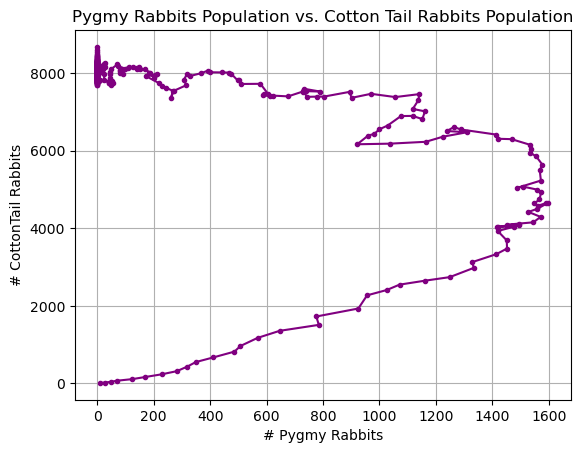 Pygmy Rabbits Population vs. Cotton Tail Rabbits Population
# CottonTail Rabbits
8000
6000
4000
2000
0
0 200 400 600 800 1000 1200 1400 1600
# Pygmy Rabbits